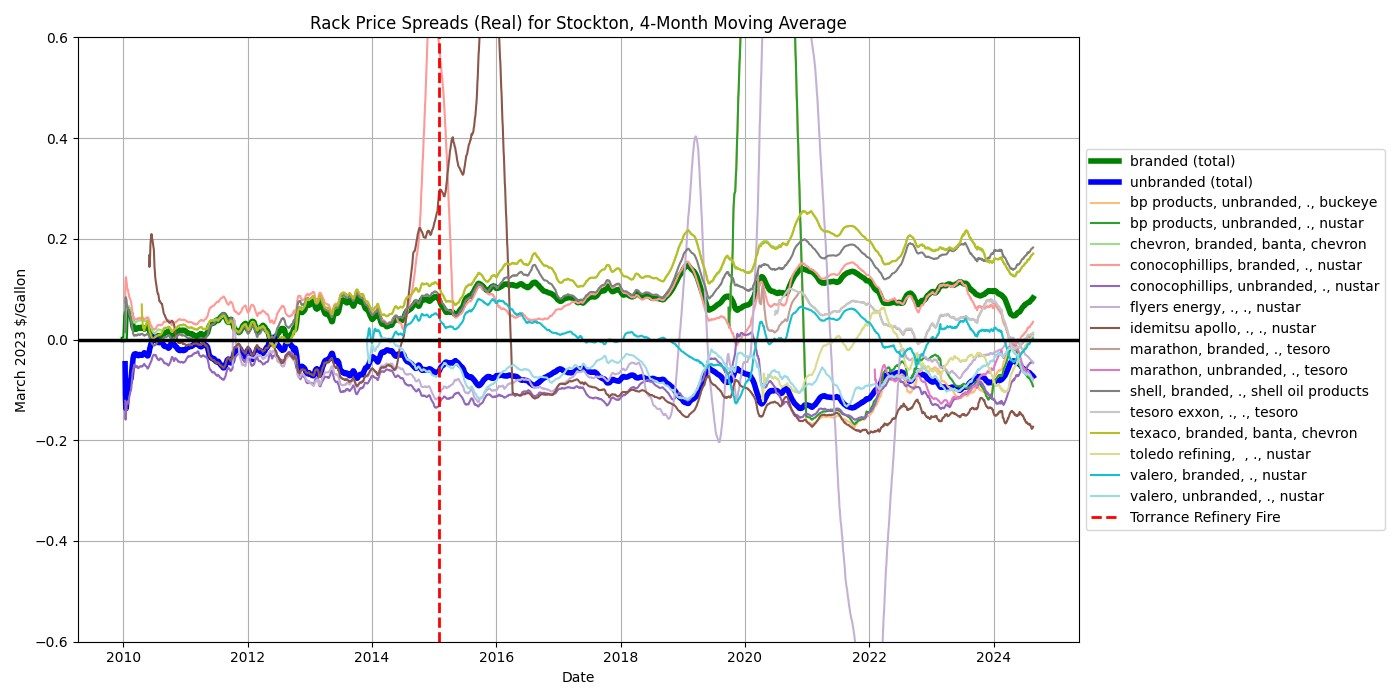 Rack Price Spreads (Real) for Stockton, 4-Month Moving Average
March 2023 $/Gallon
0.6
0.4
0.2
0.0
−0.2
−0.4
−0.6
2010 2012 2014 2016 2018 2020 2022 2024
Date
branded (total)
unbranded (total)
bp products, unbranded, ., buckeye
bp products, unbranded, ., nustar
chevron, branded, banta, chevron
conocophillips, branded, ., nustar
conocophillips, unbranded, ., nustar
flyers energy, ., ., nustar
idemitsu apollo, ., ., nustar
marathon, branded, ., tesoro
marathon, unbranded, ., tesoro
shell, branded, ., shell oil products
tesoro exxon, ., ., tesoro
texaco, branded, banta, chevron
toledo refining,  , ., nustar
valero, branded, ., nustar
valero, unbranded, ., nustar
Torrance Refinery Fire